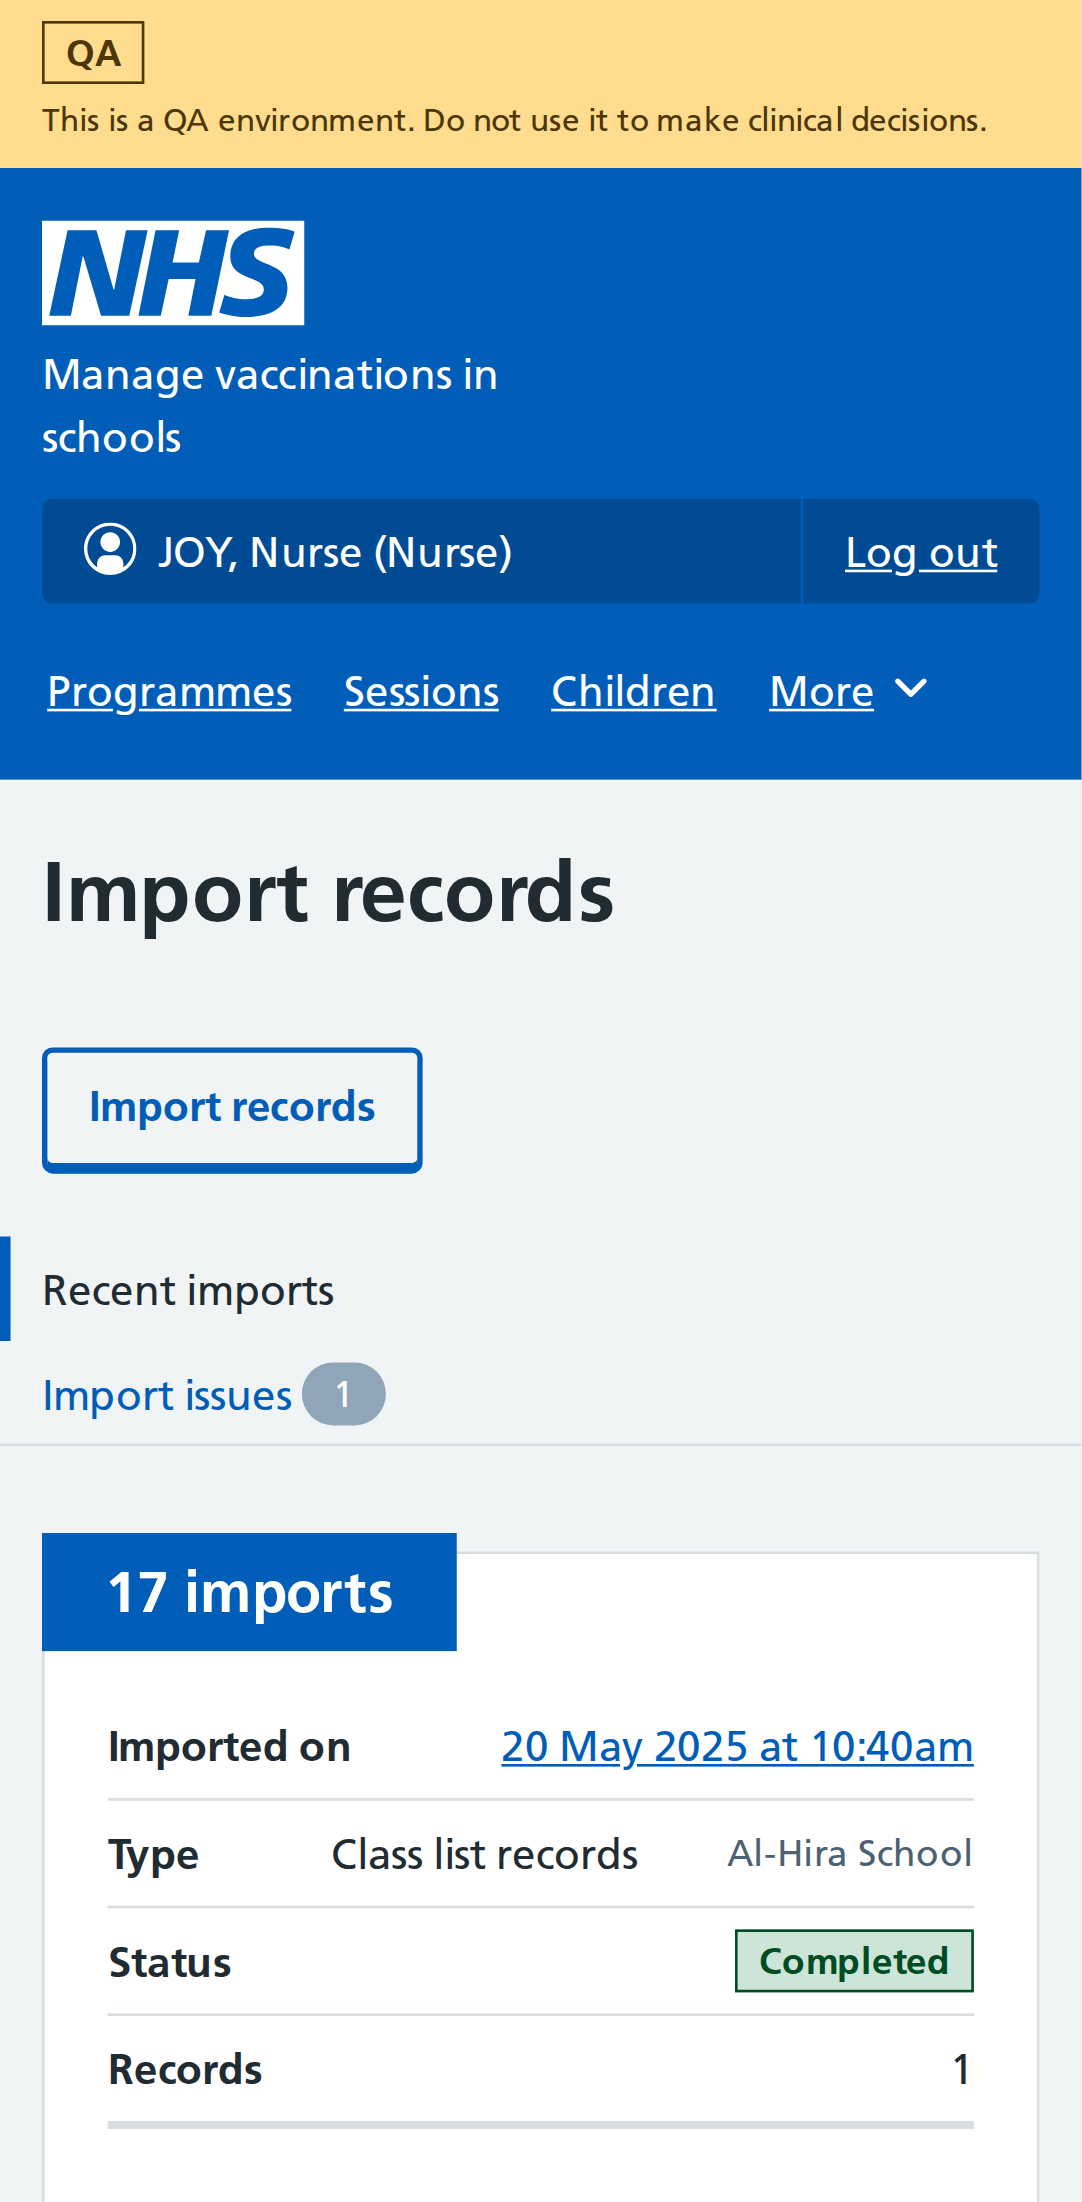 QA
This is a QA environment. Do not use it to make clinical decisions.
NHS
Manage vaccinations in
schools
JOY, Nurse (Nurse)
Log out
Programmes
Sessions
Children
More
Import records
Import records
Recent imports
Import issues 1
17 imports
Imported on 20 May 2025 at 10:40am
Type Class list records Al-Hira School
Status Completed
Records 1